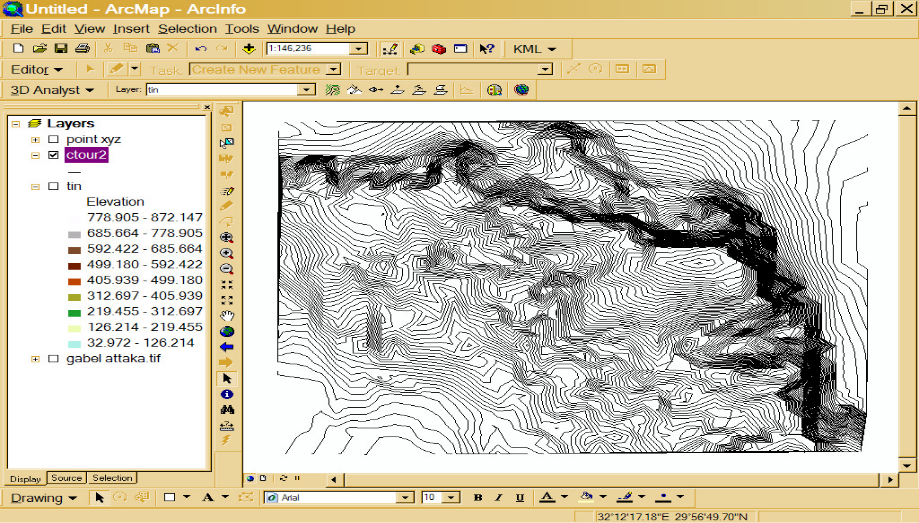 Untitled - ArcMap - ArcInfo
File Edit View Insert Selection Tools Window Help
1:146,236 KML
Editor Task: Create New Feature Target:
3D Analyst Layer: tin
Layers
point xyz
ctour2
tin
Elevation
778.905 - 872.147
685.664 - 778.905
592.422 - 685.664
499.180 - 592.422
405.939 - 499.180
312.697 - 405.939
219.455 - 312.697
126.214 - 219.455
32.972 - 126.214
gabel attaka.tif
Display Source Selection
Drawing A Arial 10 B I U A
32°12'17.18"E 29°56'49.70"N